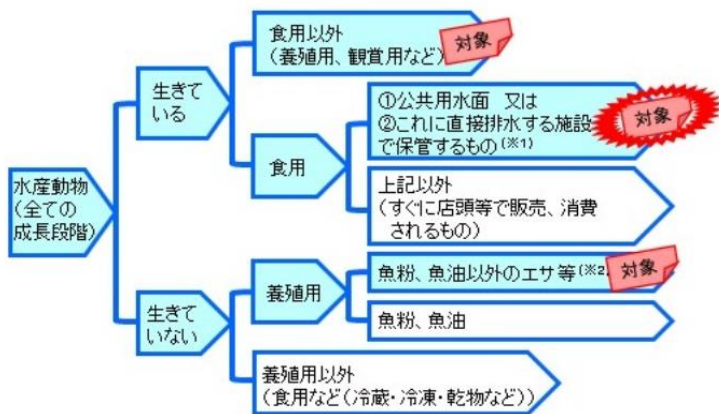 食用以外
(養殖用、観賞用など)
対象
生きて
いる
①公共用水面 又は
②これに直接排水する施設
で保管するもの(※1)
対象
食用
水産動物
(全ての
成長段階)
上記以外
(すぐに店頭等で販売、消費
されるもの)
養殖用
魚粉、魚油以外のエサ等(※2)
対象
生きて
いない
魚粉、魚油
養殖用以外
(食用など(冷蔵・冷凍・乾物など))